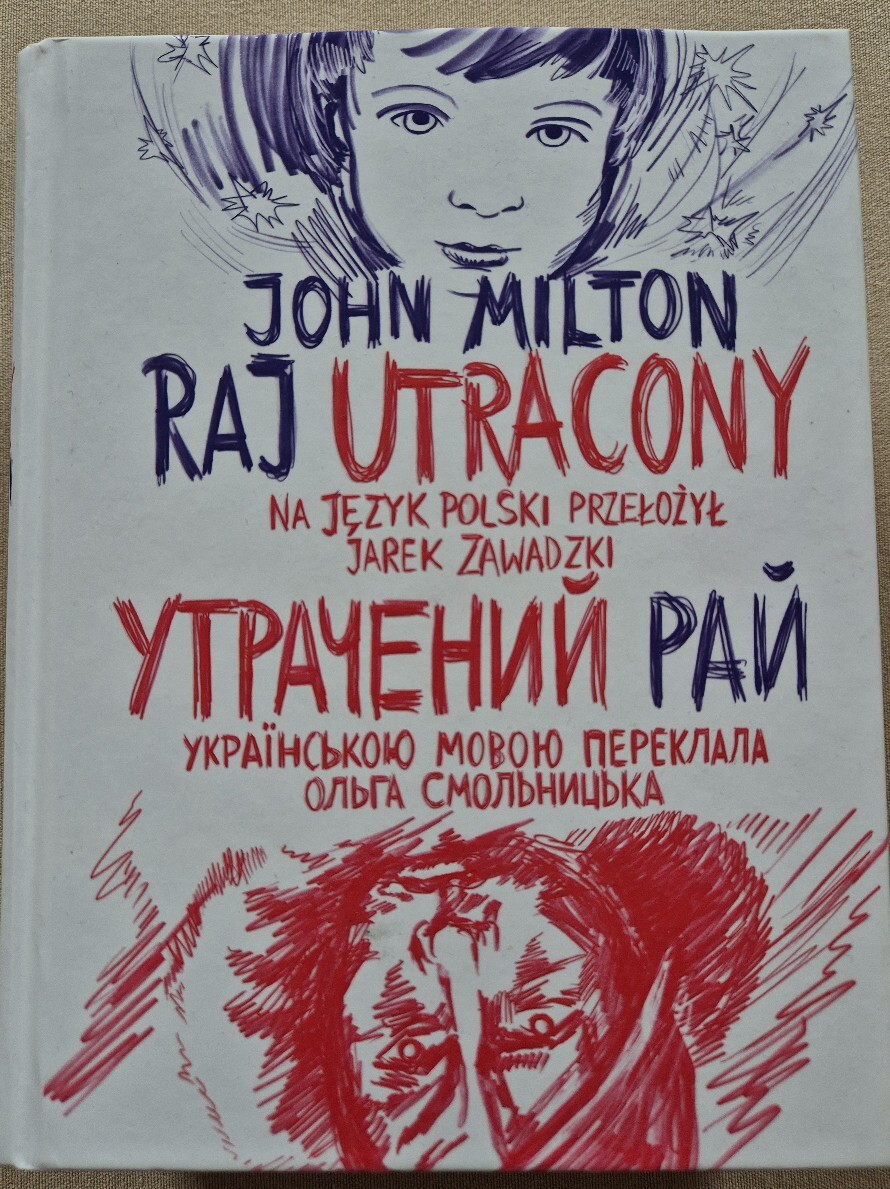 JOHN MILTON
RAJ UTRACONY
NA JĘZYK POLSKI PRZEŁOŻYŁ
JAREK ZAWADZKI
УТРАЧЕНИЙ РАЙ
УКРАЇНСЬКОЮ МОВОЮ ПЕРЕКЛАЛА
ОЛЬГА СМОЛЬНИЦЬКА